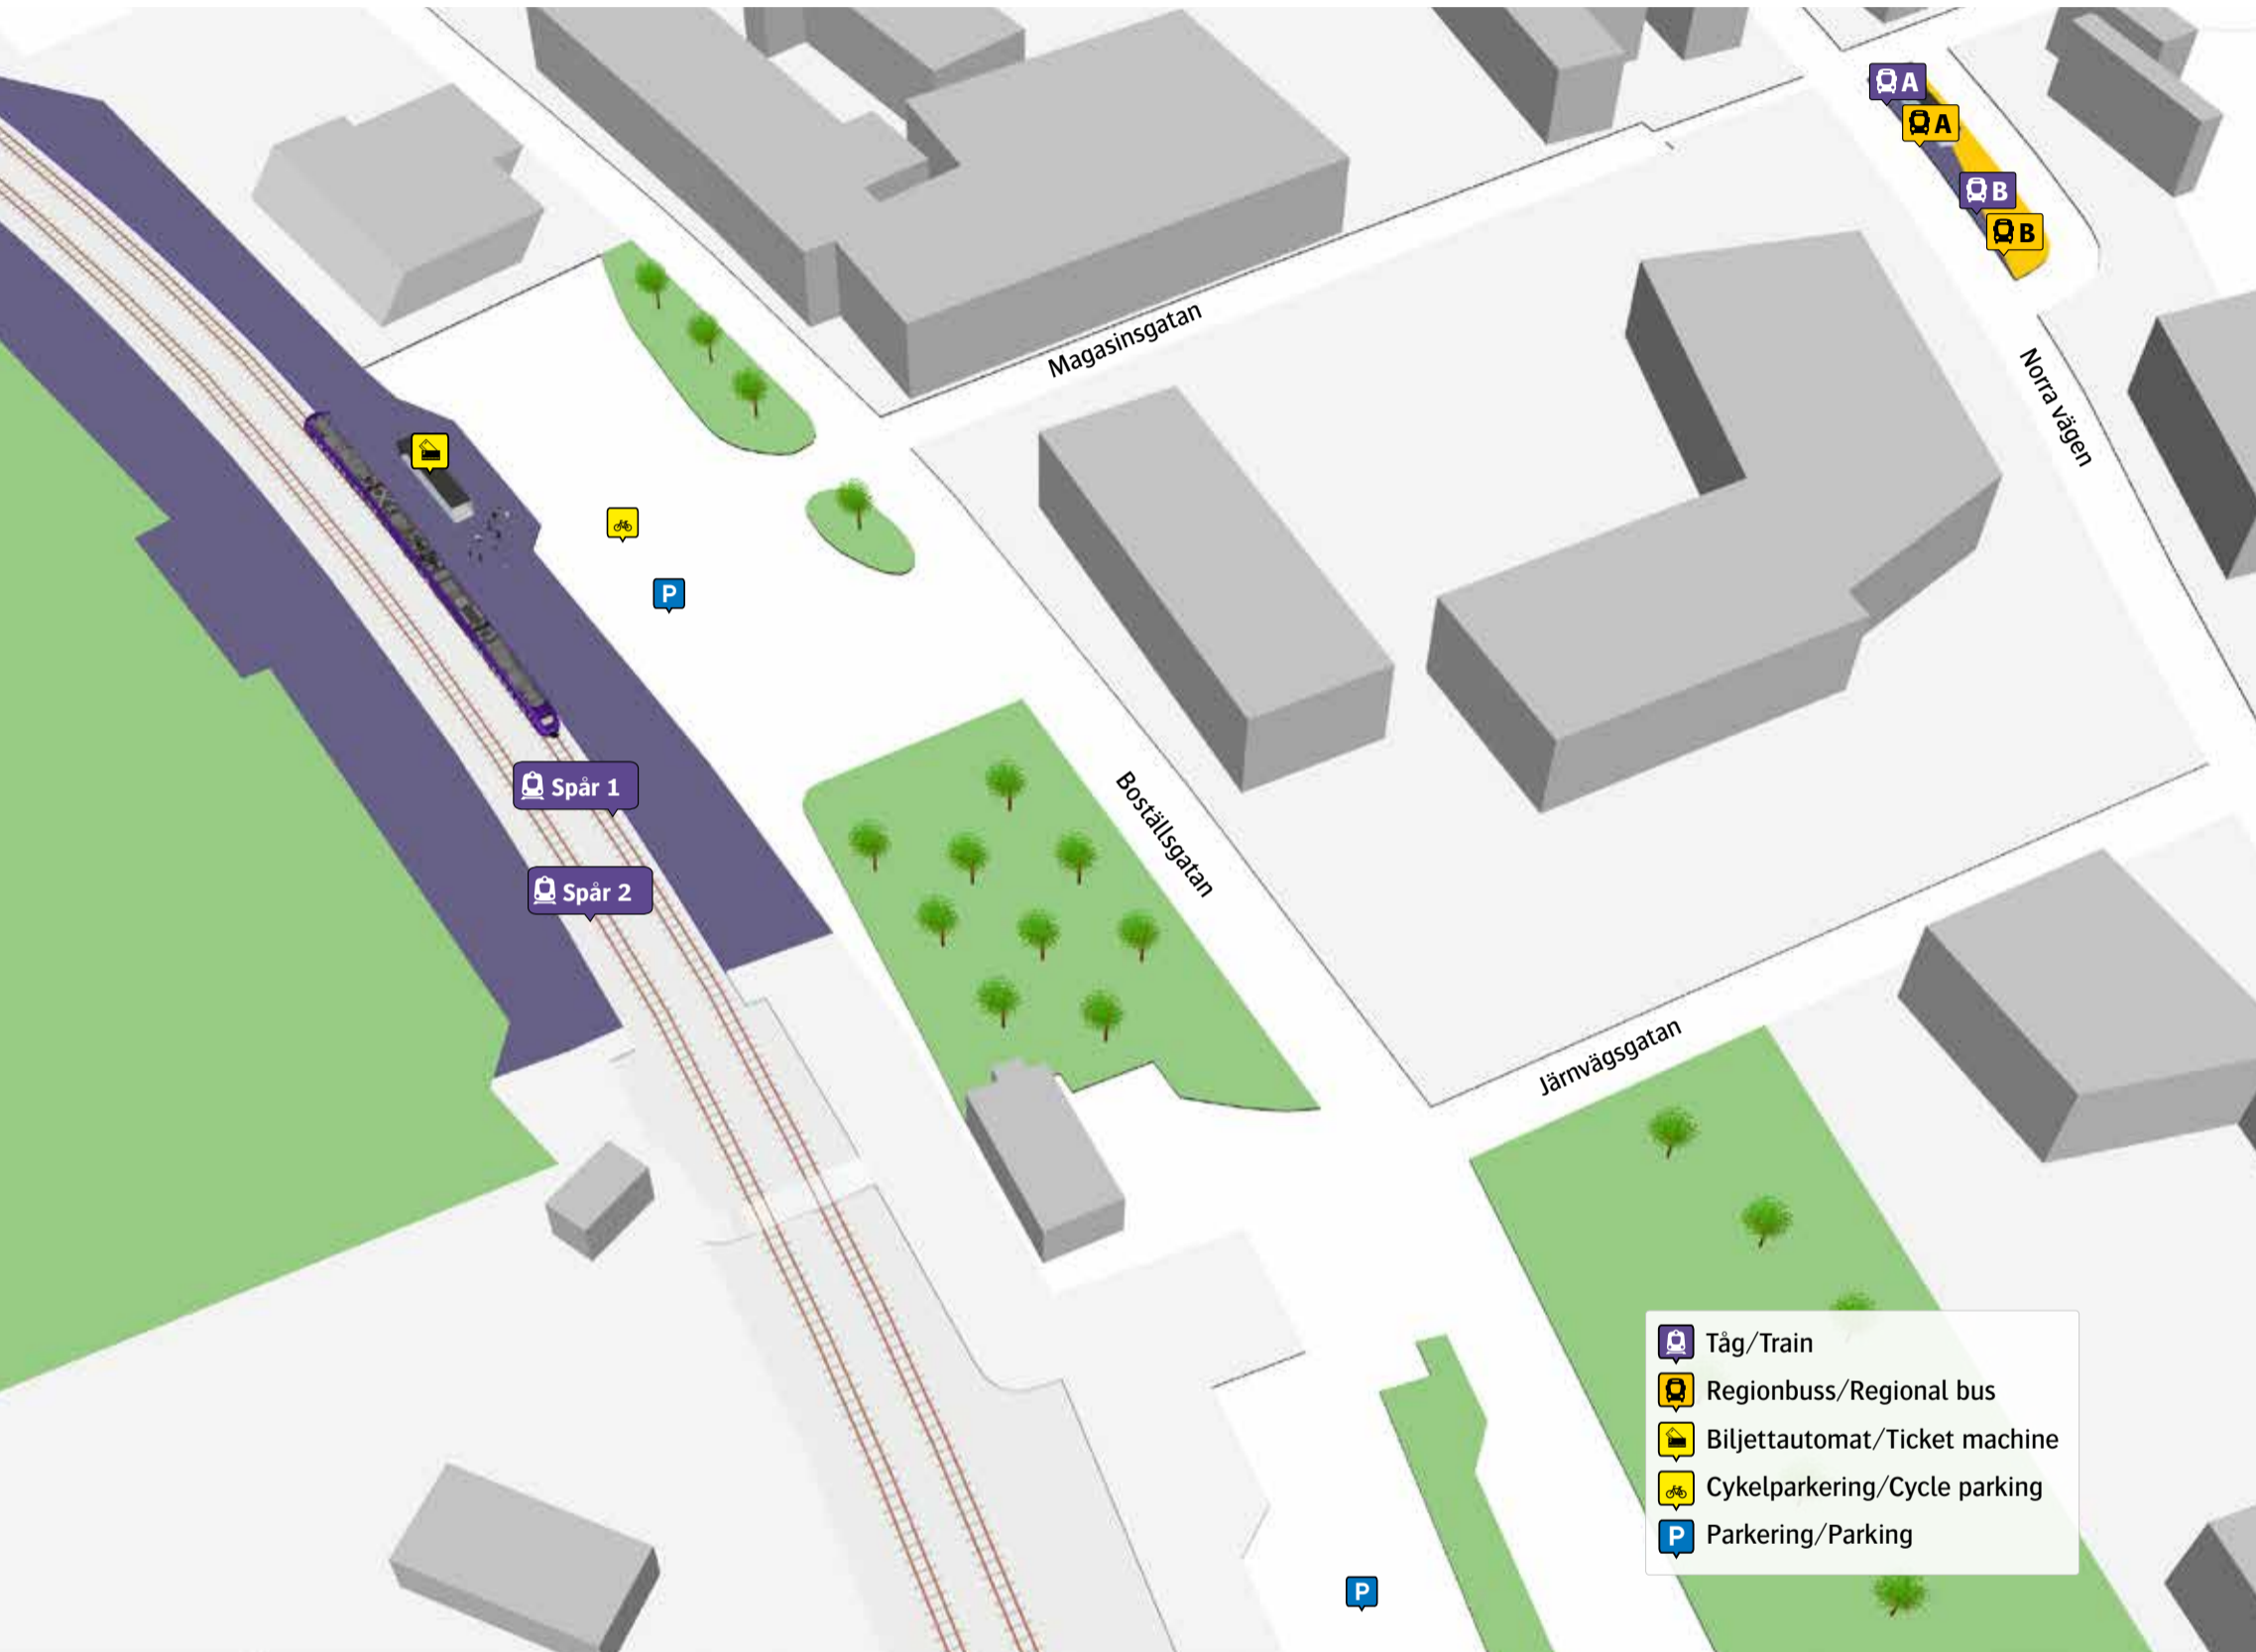 A
A
B
B
Magasinsgatan
Norra vägen
P
Spår 1
Boställsgatan
Spår 2
Järnvägsgatan
Tåg/Train
Regionbuss/Regional bus
Biljettautomat/Ticket machine
Cykelparkering/Cycle parking
P Parkering/Parking
P